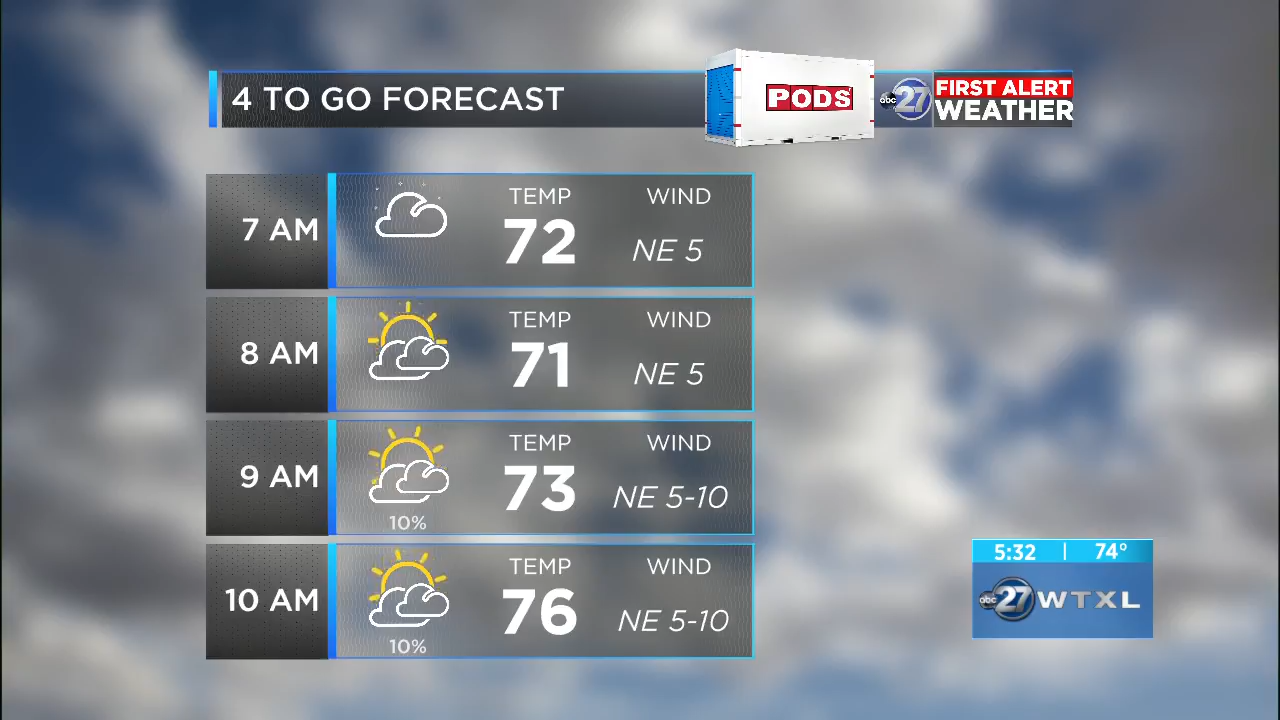 4 TO GO FORECAST
PODS
abc 27
FIRST ALERT
WEATHER
7 AM
TEMP
WIND
72
NE 5
8 AM
TEMP
WIND
71
NE 5
9 AM
10%
TEMP
WIND
73
NE 5-10
10 AM
10%
TEMP
WIND
76
NE 5-10
5:32 | 74°
abc 27 WTXL